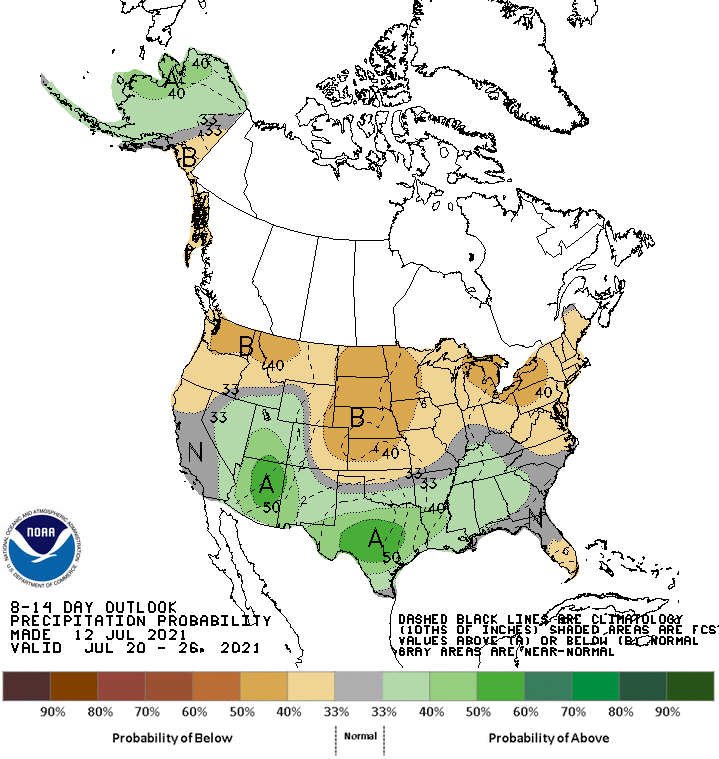 A
40
40
33
33
B
B
40
33
33
B
40
40
N
33
33
A
50
40
A
50
N
NATIONAL OCEANIC AND ATMOSPHERIC ADMINISTRATION
NOAA
U.S. DEPARTMENT OF COMMERCE
8-14 DAY OUTLOOK
PRECIPITATION PROBABILITY
MADE 12 JUL 2021
VALID JUL 20 - 26, 2021
DASHED BLACK LINES ARE CLIMATOLOGY
(10THS OF INCHES) SHADED AREAS ARE FCST
VALUES ABOVE (A) OR BELOW (B) NORMAL
GRAY AREAS ARE NEAR-NORMAL
90% 80% 70% 60% 50% 40% 33% 33% 40% 50% 60% 70% 80% 90%
Probability of Below Normal Probability of Above